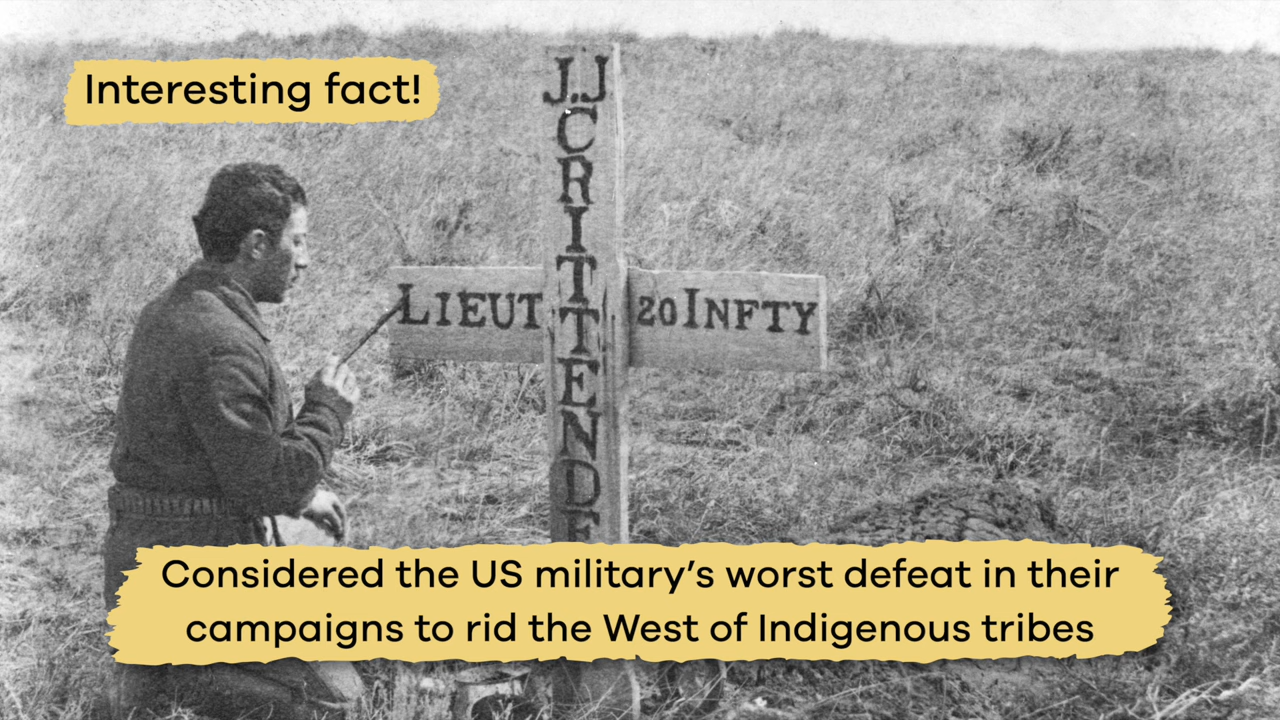 Interesting fact!
J.J
CRITTENDE
LIEUT 20 INFTY
Considered the US military's worst defeat in their
campaigns to rid the West of Indigenous tribes